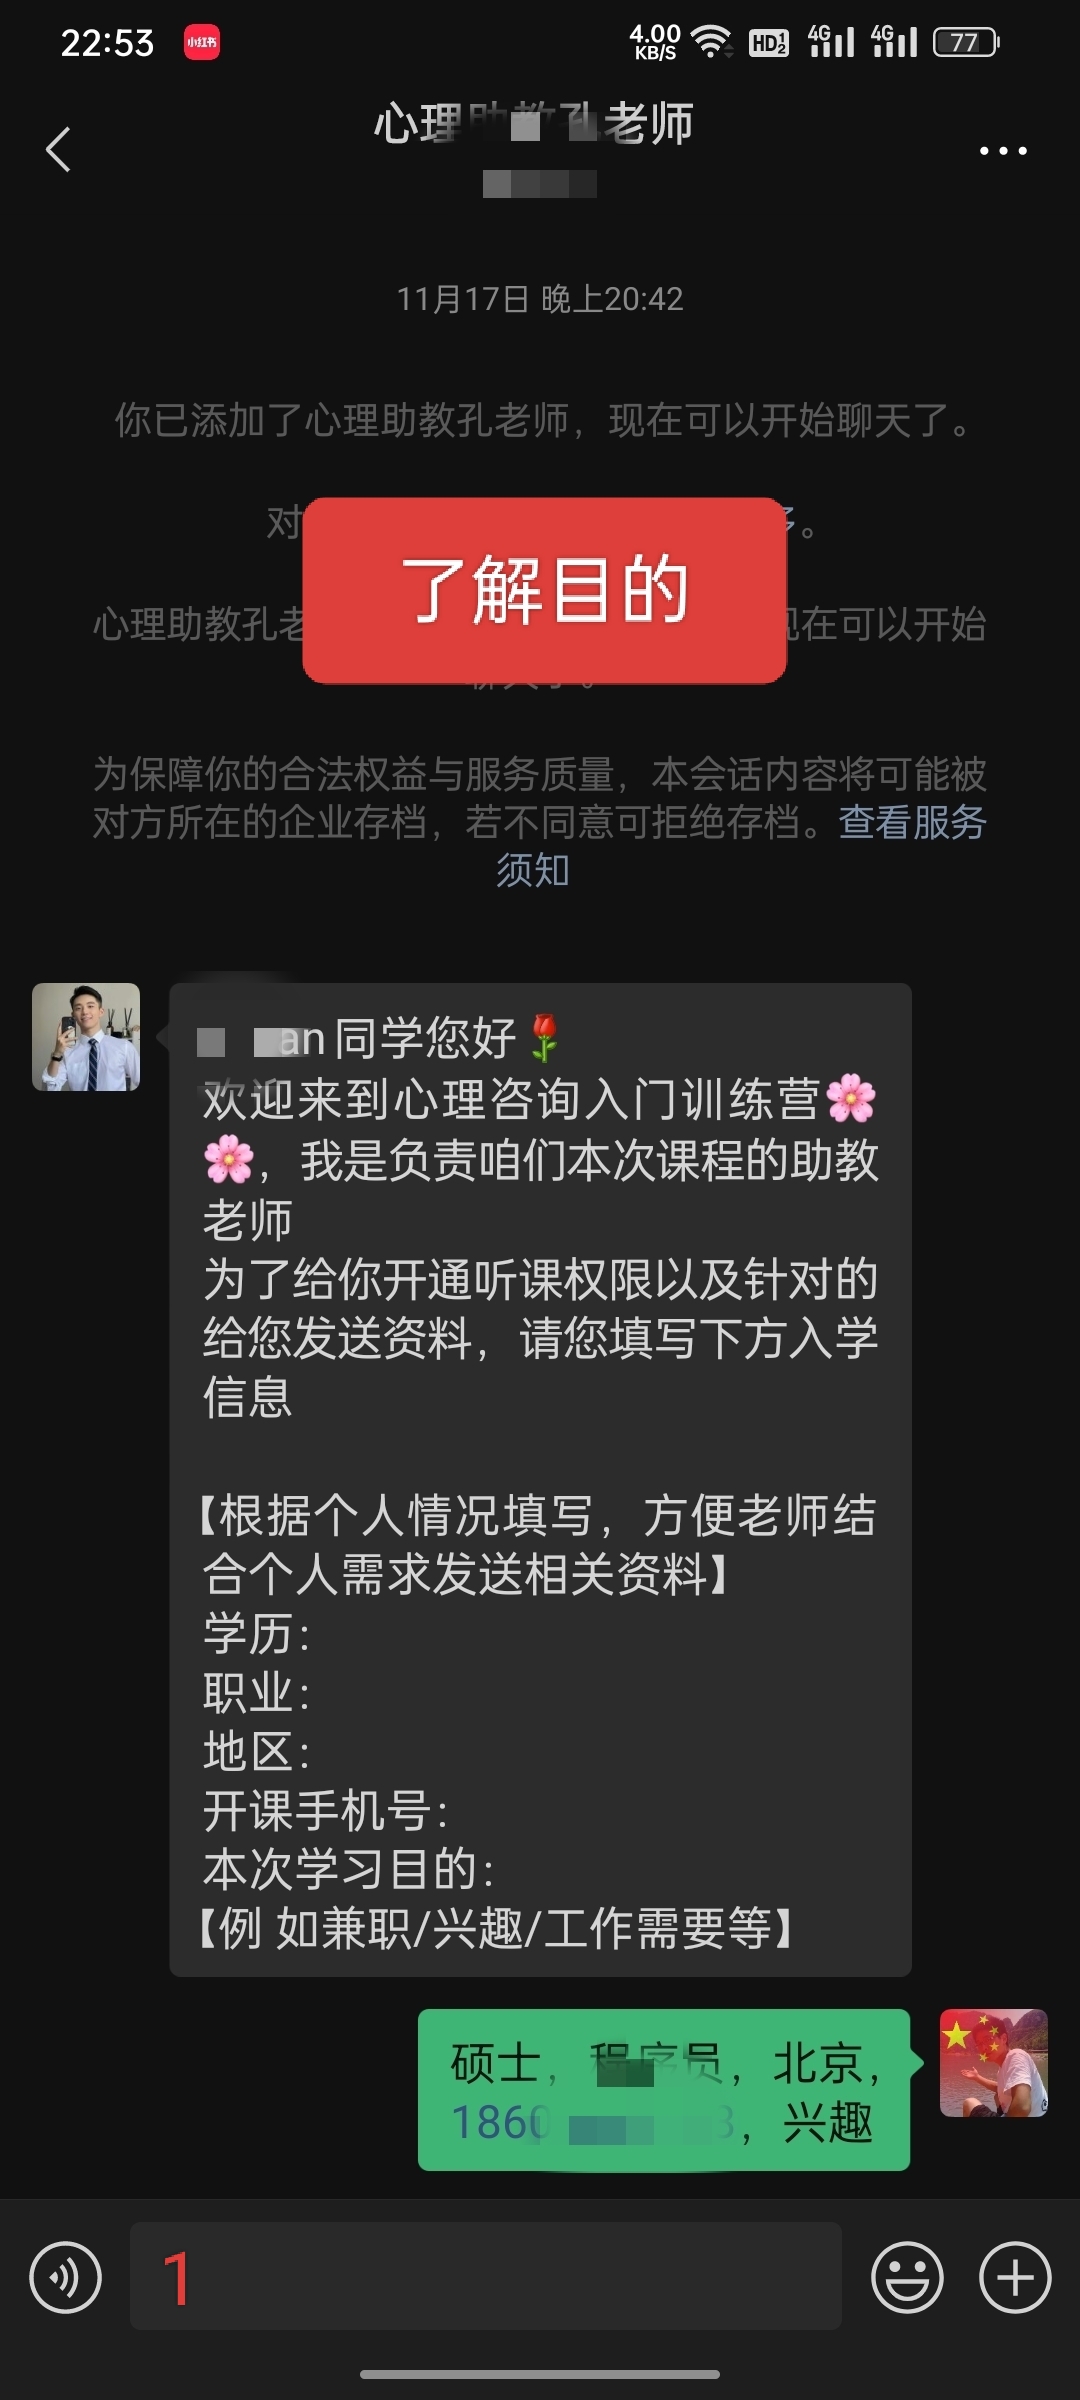 22:53
小红书
4.00
KB/S
HD 1 2
4G
4G
77
心理助教孔老师
11月17日 晚上20:42
你已添加了心理助教孔老师，现在可以开始聊天了。
对
。
了解目的
心理助教孔老
现在可以开始
为保障你的合法权益与服务质量，本会话内容将可能被
对方所在的企业存档，若不同意可拒绝存档。查看服务
须知
an同学您好🌹
欢迎来到心理咨询入门训练营🌸
🌸，我是负责咱们本次课程的助教
老师
为了给你开通听课权限以及针对的
给您发送资料，请您填写下方入学
信息
【根据个人情况填写，方便老师结
合个人需求发送相关资料】
学历：
职业：
地区：
开课手机号：
本次学习目的：
【例 如兼职/兴趣/工作需要等】
硕士，程序员，北京，
1860 3，兴趣
1